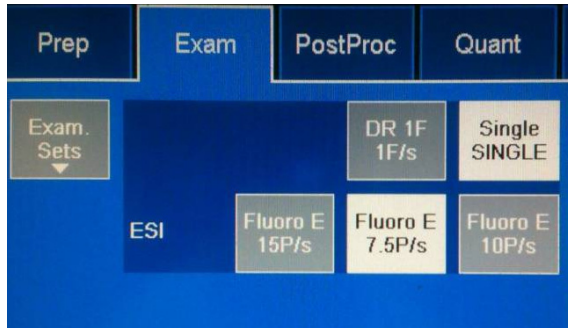 Prep Exam PostProc Quant
Exam. Sets
DR 1F
1F/s
Single
SINGLE
ESI
Fluoro E
15P/s
Fluoro E
7.5P/s
Fluoro E
10P/s